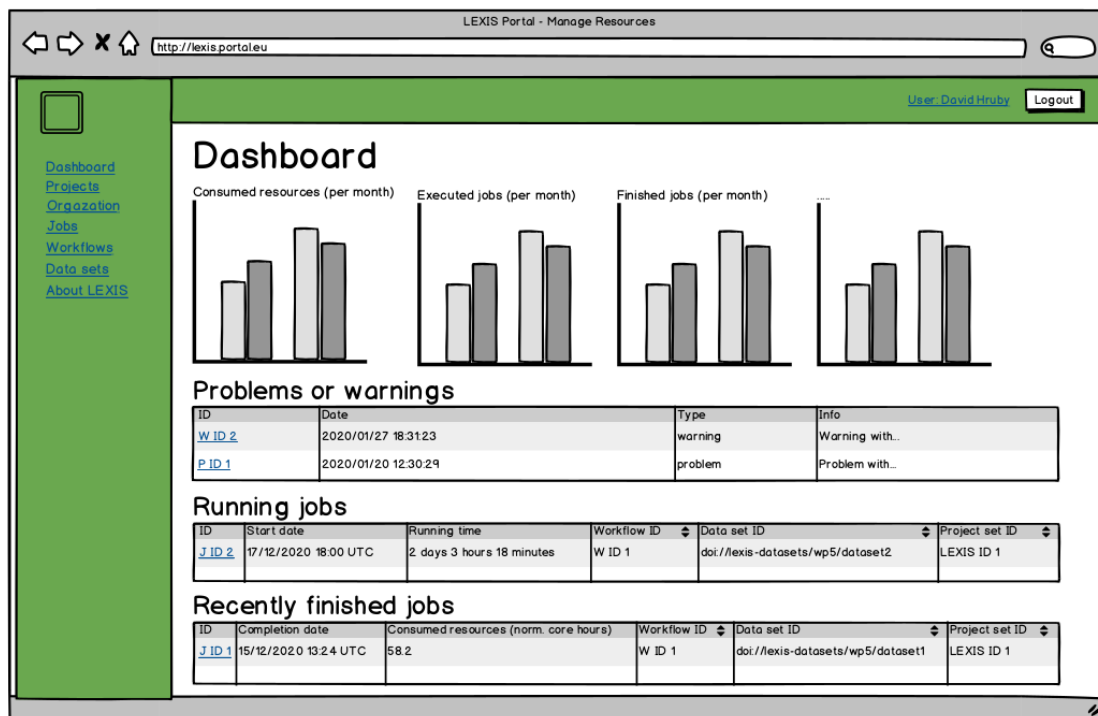 LEXIS Portal - Manage Resources
http://lexis.portal.eu
User: David Hruby
Logout
Dashboard
Projects
Orgazation
Jobs
Workflows
Data sets
About LEXIS
Dashboard
Consumed resources (per month)
Executed jobs (per month)
Finished jobs (per month)
.....
Problems or warnings
ID Date Type Info
W ID 2 2020/01/27 18:31:23 warning Warning with...
P ID 1 2020/01/20 12:30:29 problem Problem with...
Running jobs
ID Start date Running time Workflow ID Data set ID Project set ID
J ID 2 17/12/2020 18:00 UTC 2 days 3 hours 18 minutes W ID 1 doi://lexis-datasets/wp5/dataset2 LEXIS ID 1
Recently finished jobs
ID Completion date Consumed resources (norm. core hours) Workflow ID Data set ID Project set ID
J ID 1 15/12/2020 13:24 UTC 58.2 W ID 1 doi://lexis-datasets/wp5/dataset1 LEXIS ID 1